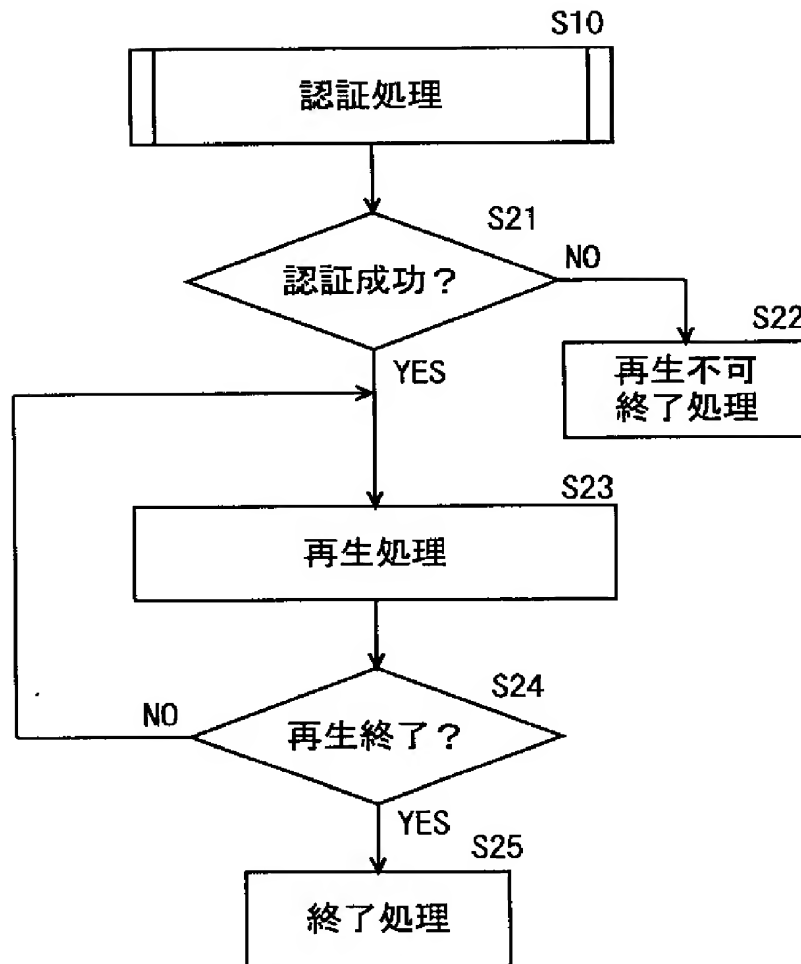 S10
認証処理
S21
認証成功?
NO
YES
S22
再生不可
終了処理
S23
再生処理
S24
再生終了?
NO
YES
S25
終了処理